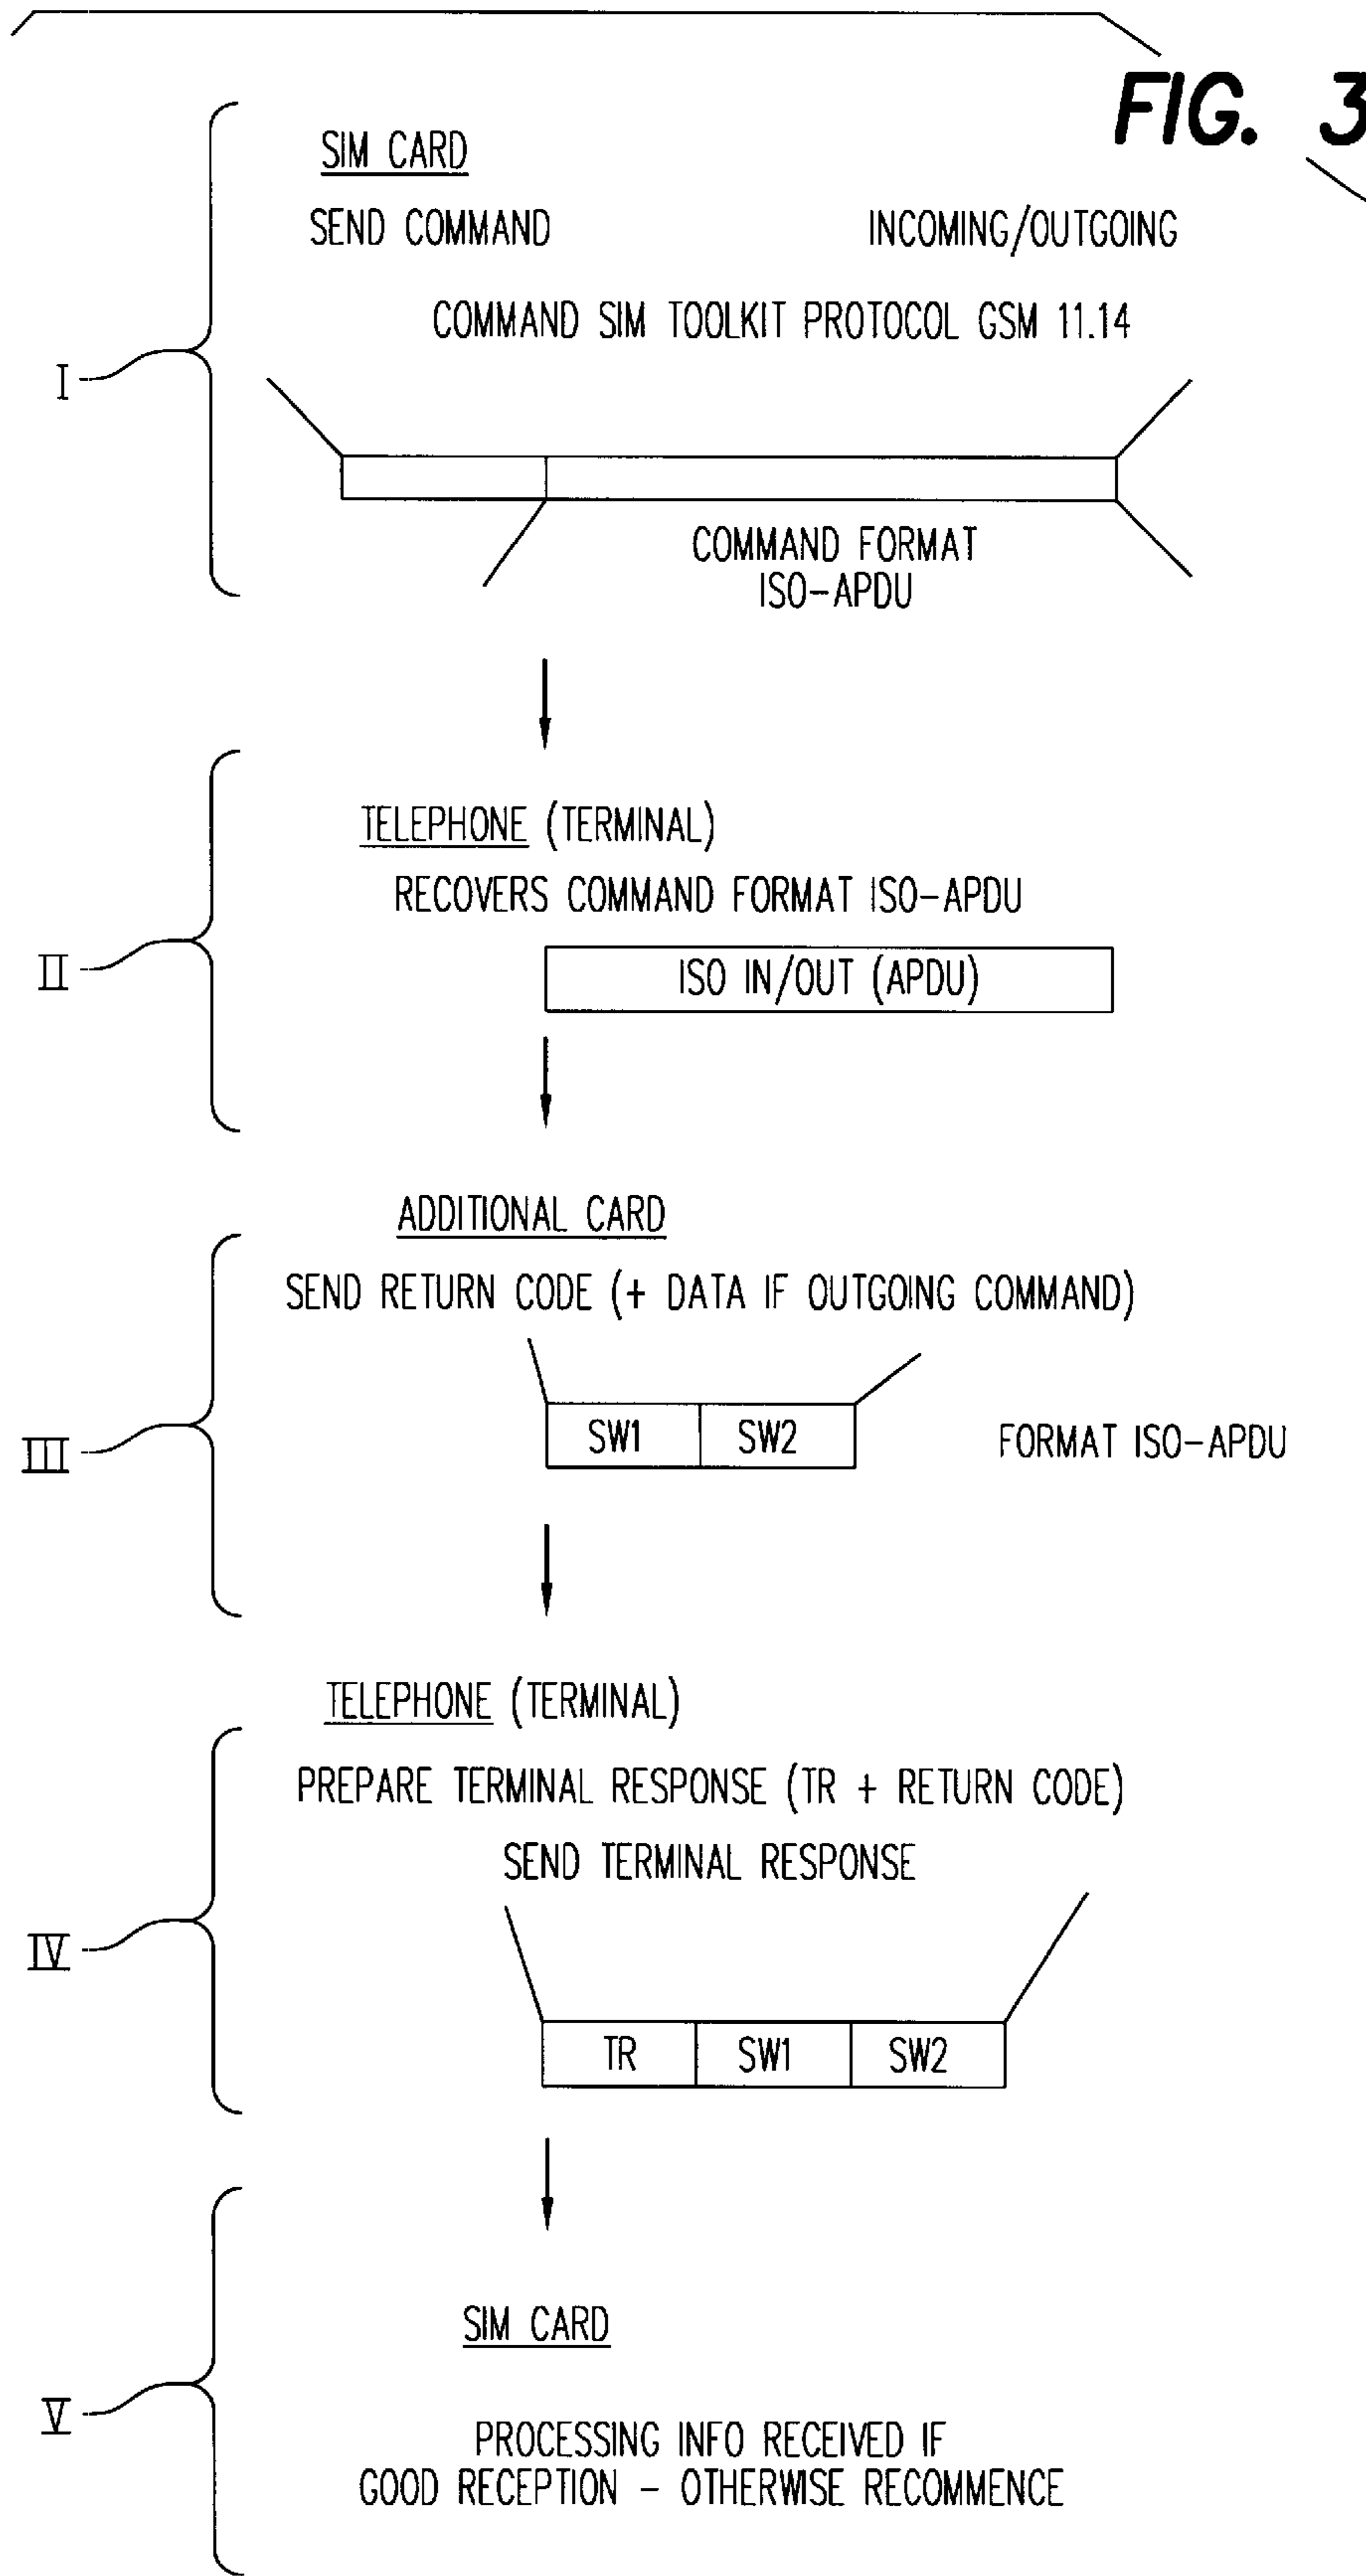 FIG. 3
SIM CARD
SEND COMMAND INCOMING/OUTGOING
COMMAND SIM TOOLKIT PROTOCOL GSM 11.14
I
COMMAND FORMAT
ISO-APDU
TELEPHONE (TERMINAL)
RECOVERS COMMAND FORMAT ISO-APDU
II
ISO IN/OUT (APDU)
ADDITIONAL CARD
SEND RETURN CODE (+ DATA IF OUTGOING COMMAND)
III
SW1 SW2 FORMAT ISO-APDU
TELEPHONE (TERMINAL)
PREPARE TERMINAL RESPONSE (TR + RETURN CODE)
SEND TERMINAL RESPONSE
IV
TR SW1 SW2
SIM CARD
V
PROCESSING INFO RECEIVED IF
GOOD RECEPTION - OTHERWISE RECOMMENCE